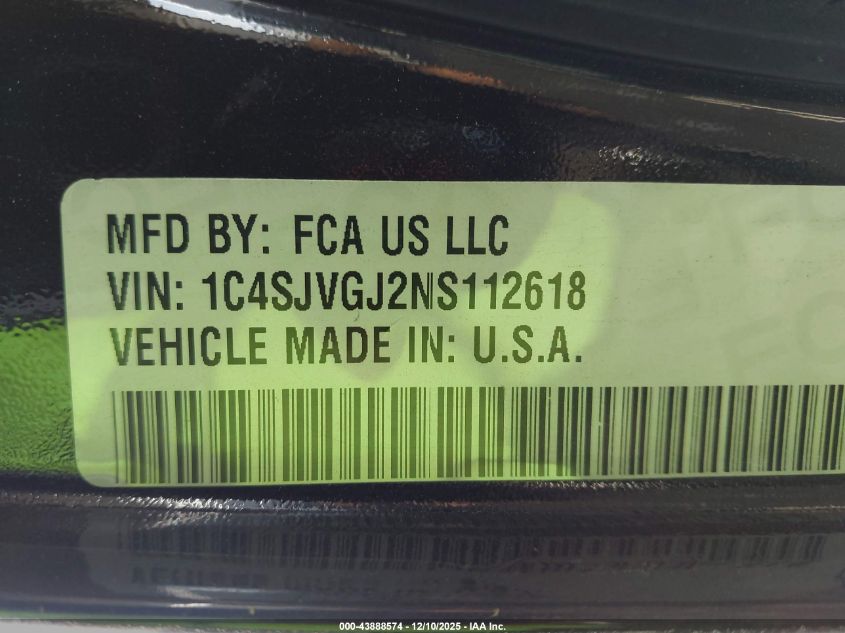 MFD BY: FCA US LLC
VIN: 1C4SJVGJ2NS112618
VEHICLE MADE IN: U.S.A.
000-43888574 - 12/10/2025 - IAA Inc.